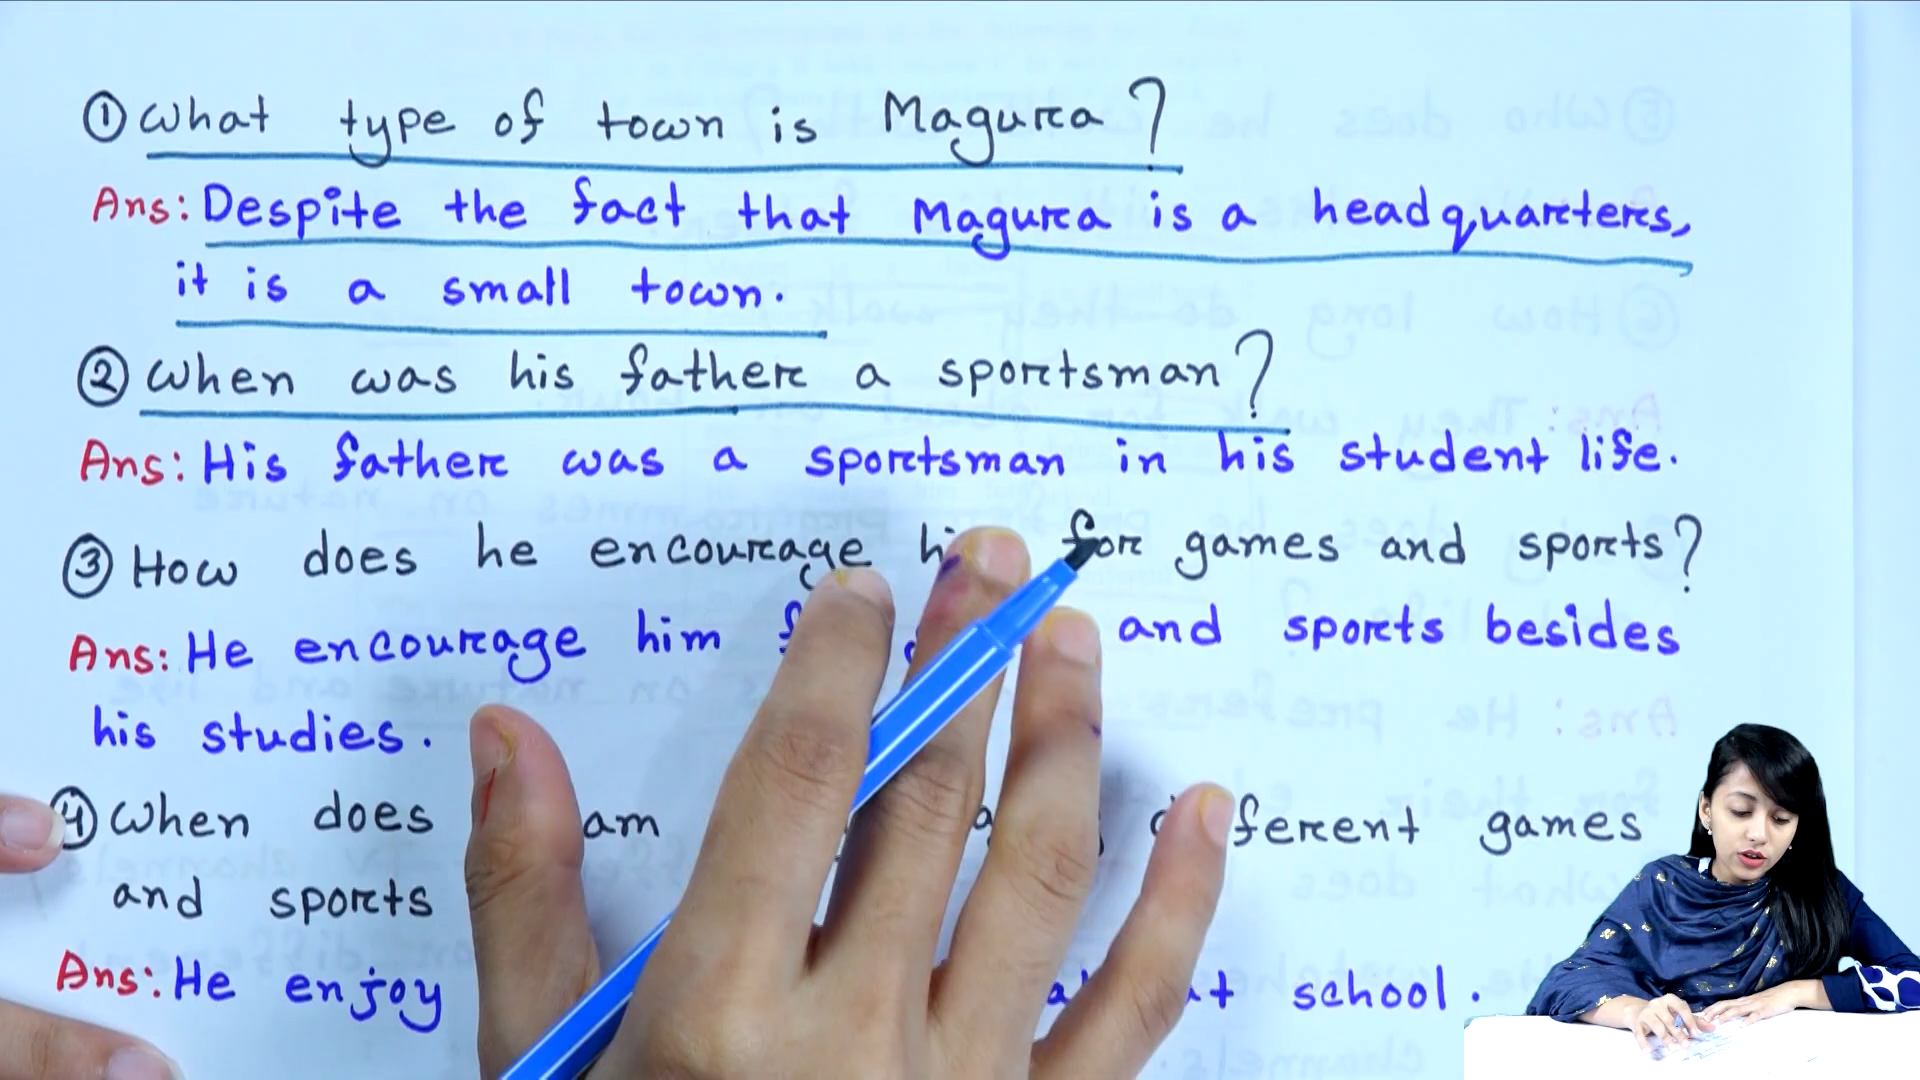 ① What type of town is Magura?
Ans: Despite the fact that Magura is a headquarters,
it is a small town.
② When was his father a sportsman?
Ans: His father was a sportsman in his student life.
③ How does he encourage for games and sports?
Ans: He encourage him and sports besides
his studies.
④ When does games
and sports
Ans: He enjoy school.